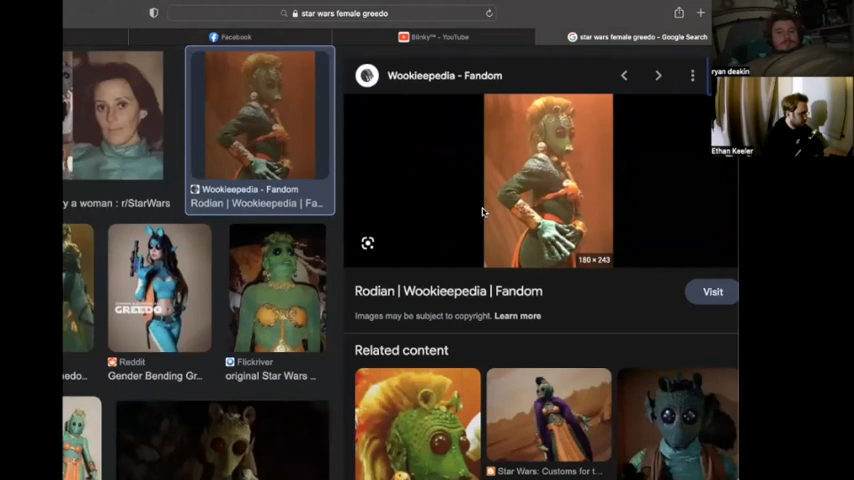 star wars female greedo
Facebook
Blinky™ - YouTube
star wars female greedo - Google Search
ryan deakin
Ethan Keeler
Wookieepedia - Fandom
180 × 243
Wookieepedia - Fandom
Rodian | Wookieepedia | Fa...
y a woman : r/StarWars
Rodian | Wookieepedia | Fandom
Visit
Images may be subject to copyright. Learn more
Related content
GREEDO
Reddit
Flickriver
edo...
Gender Bending Gr...
original Star Wars ...
Star Wars: Customs for t...